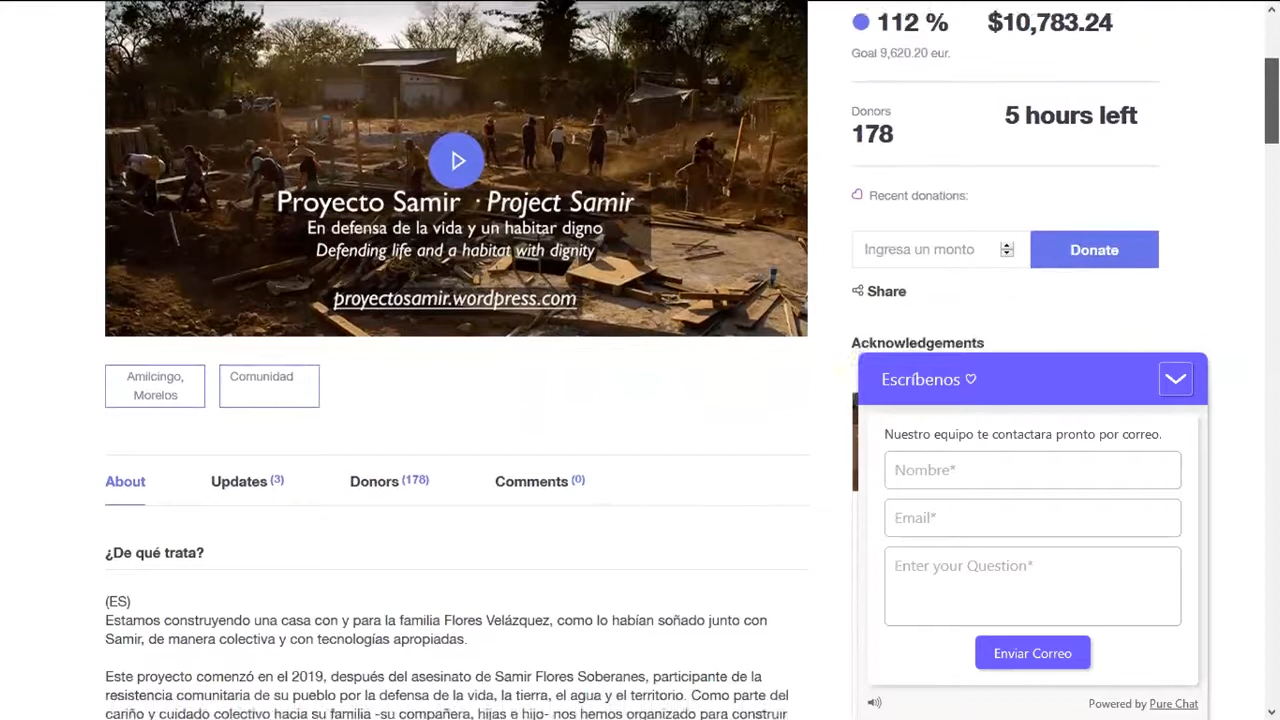 Proyecto Samir · Project Samir
En defensa de la vida y un habitar digno
Defending life and a habitat with dignity
proyectosamir.wordpress.com
112 %
$10,783.24
Goal 9,620.20 eur.
Donors
178
5 hours left
Recent donations:
Ingresa un monto
Donate
Share
Acknowledgements
Amilcingo,
Morelos
Comunidad
About
Updates (3)
Donors (178)
Comments (0)
¿De qué trata?
(ES)
Estamos construyendo una casa con y para la familia Flores Velázquez, como lo habían soñado junto con
Samir, de manera colectiva y con tecnologías apropiadas.
Este proyecto comenzó en el 2019, después del asesinato de Samir Flores Soberanes, participante de la
resistencia comunitaria de su pueblo por la defensa de la vida, la tierra, el agua y el territorio. Como parte del
cariño y cuidado colectivo hacia su familia -su compañera, hijas e hijo- nos hemos organizado para construir
Escríbenos ♡
Nuestro equipo te contactara pronto por correo.
Nombre*
Email*
Enter your Question*
Enviar Correo
Powered by Pure Chat